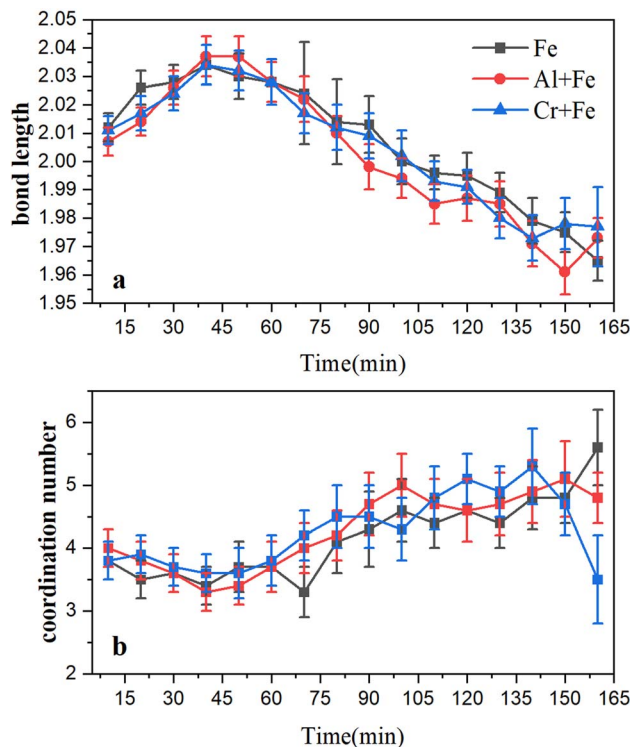 2.05
2.04
2.03
2.02
2.01
2.00
1.99
1.98
1.97
1.96
1.95
bond length
Fe
Al+Fe
Cr+Fe
a
15 30 45 60 75 90 105 120 135 150 165
Time(min)
6
5
4
3
2
coordination number
b
15 30 45 60 75 90 105 120 135 150 165
Time(min)